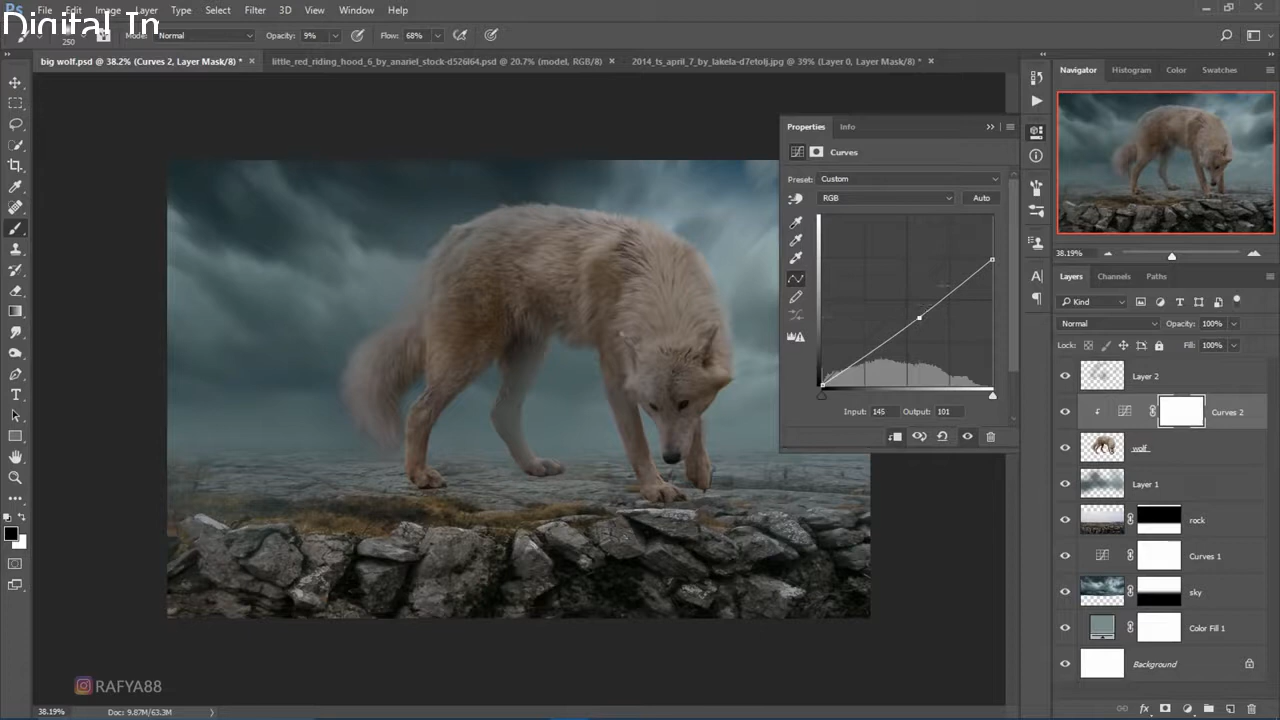 Ps File Edit Image Layer Type Select Filter 3D View Window Help
Digital Im
250 Mode: Normal Opacity: 9% Flow: 68%
big wolf.psd @ 38.2% (Curves 2, Layer Mask/8) * × little_red_riding_hood_6_by_anariel_stock-d526l64.psd @ 20.7% (model, RGB/8) × 2014_ts_april_7_by_lakela-d7etolj.jpg @ 39% (Layer 0, Layer Mask/8) * ×
Navigator Histogram Color Swatches
Properties Info
Curves
Preset: Custom
RGB Auto
Input: 145 Output: 101
38.19%
Layers Channels Paths
Kind
Normal Opacity: 100%
Lock: Fill: 100%
Layer 2
Curves 2
wolf
Layer 1
rock
Curves 1
sky
Color Fill 1
Background
RAFYA88
38.19% Doc: 9.87M/63.3M
fx